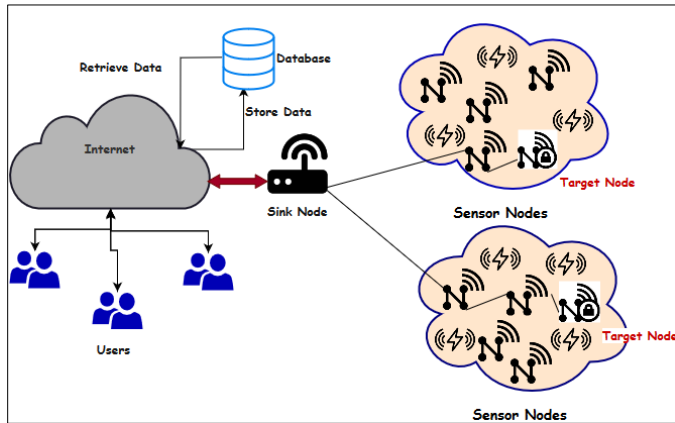 Retrieve Data
Database
Store Data
Internet
Sink Node
Target Node
Sensor Nodes
Users
Target Node
Sensor Nodes